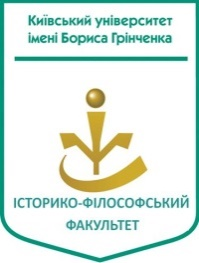 Київський університет
імені Бориса Грінченка
ІСТОРИКО-ФІЛОСОФСЬКИЙ
ФАКУЛЬТЕТ